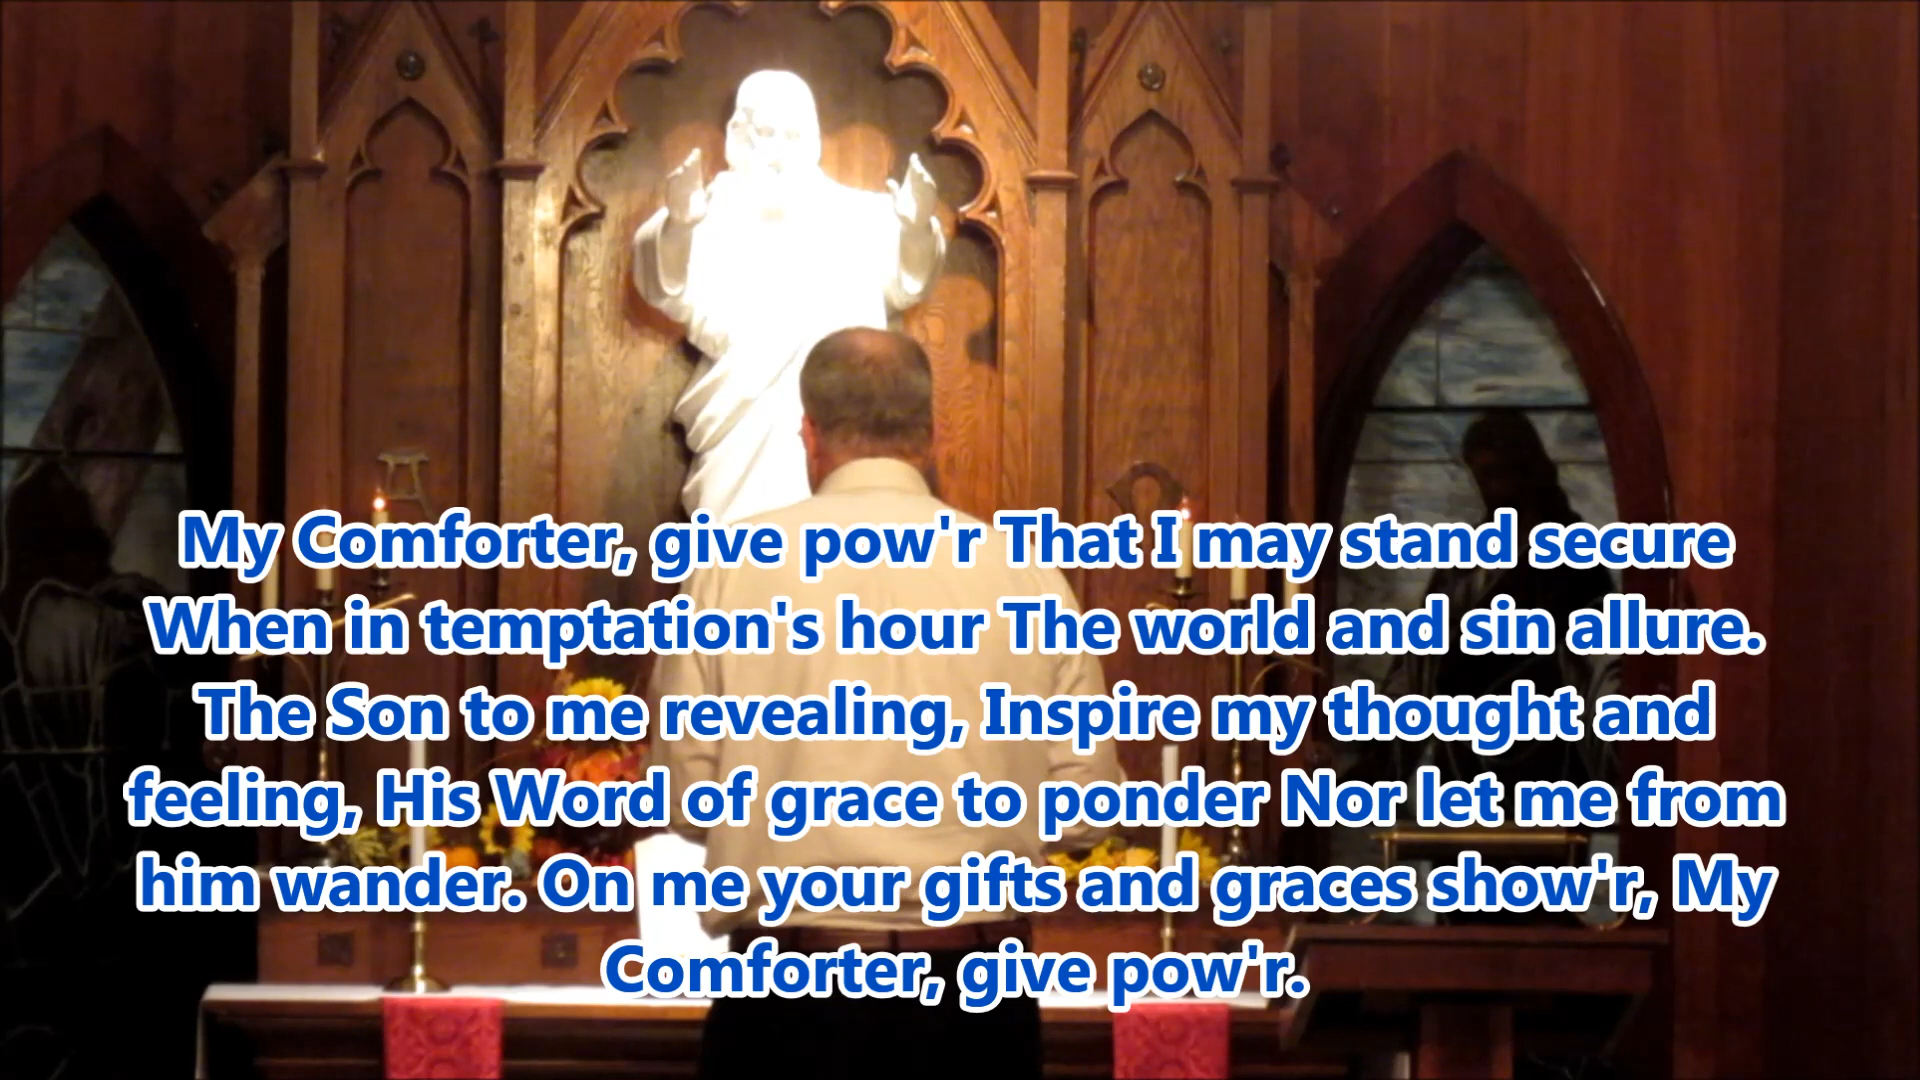 My Comforter, give pow'r That I may stand secure
When in temptation's hour The world and sin allure.
The Son to me revealing, Inspire my thought and
feeling, His Word of grace to ponder Nor let me from
him wander. On me your gifts and graces show'r, My
Comforter, give pow'r.